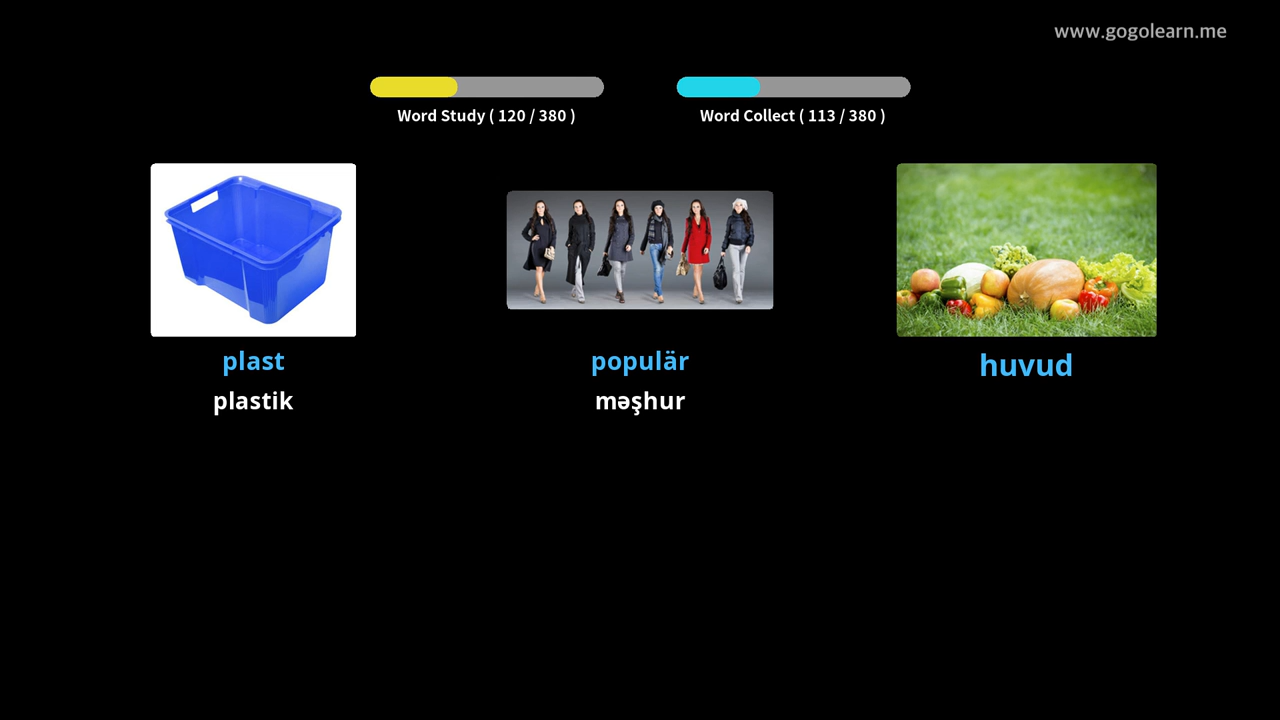 www.gogolearn.me
Word Study ( 120 / 380 )
Word Collect ( 113 / 380 )
plast
populär
huvud
plastik
məşhur